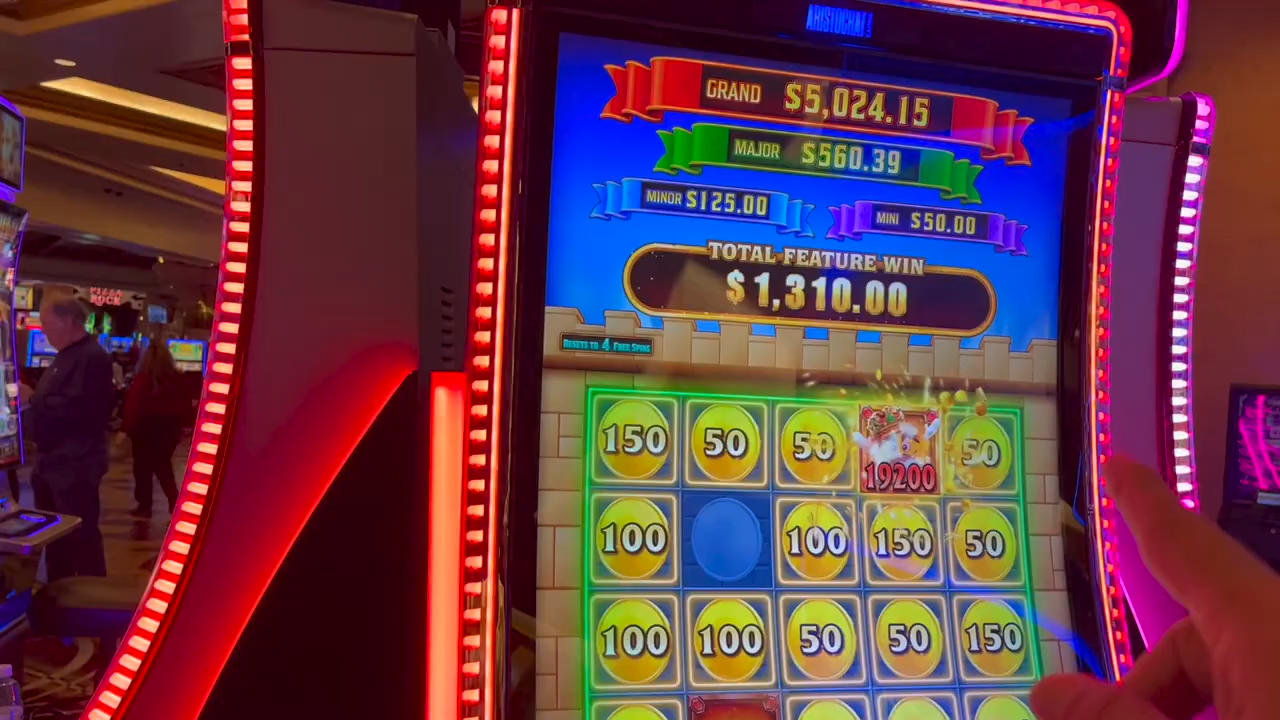 ARISTOCRAT
GRAND $5,024.15
MAJOR $560.39
MINOR $125.00
MINI $50.00
TOTAL FEATURE WIN
$1,310.00
RESETS TO 4 FREE SPINS
PIZZA
ROCK
150 50 50 19200 50
100 100 150 50
100 100 50 50 150